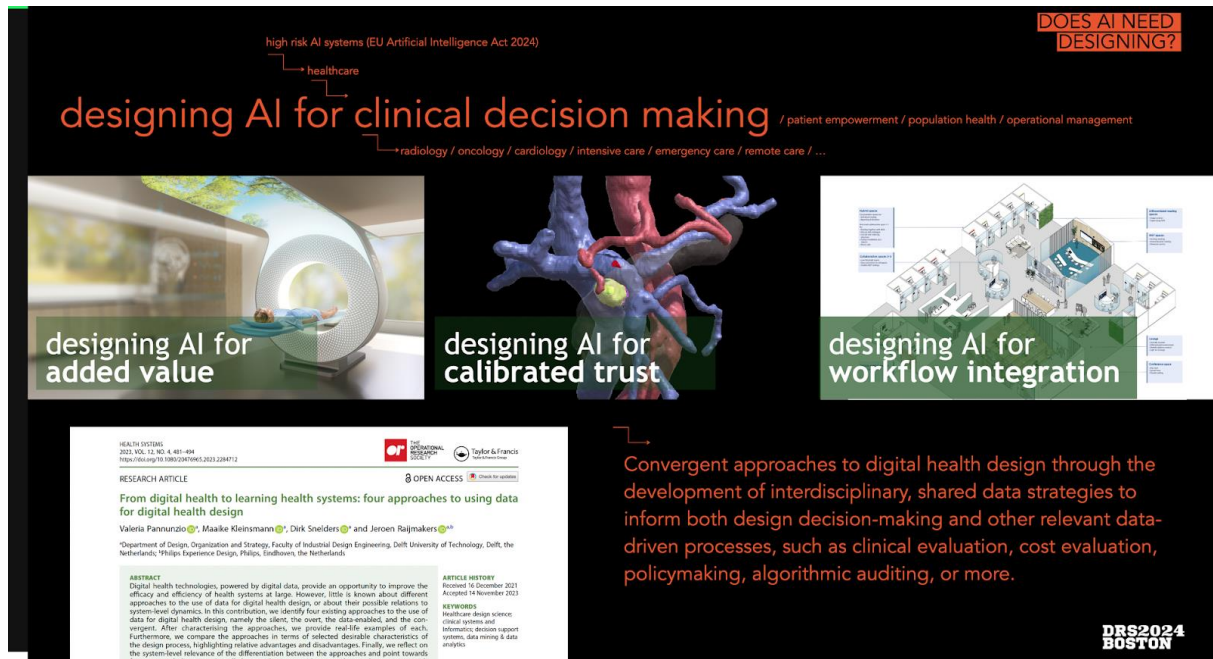 DOES AI NEED
DESIGNING?
high risk AI systems (EU Artificial Intelligence Act 2024)
healthcare
designing AI for clinical decision making / patient empowerment / population health / operational management
radiology / oncology / cardiology / intensive care / emergency care / remote care / ...
designing AI for
added value
designing AI for
calibrated trust
designing AI for
workflow integration
HEALTH SYSTEMS
2023, VOL. 12, NO. 4, 481–494
https://doi.org/10.1080/20476965.2023.2284712
or
THE
OPERATIONAL
RESEARCH
SOCIETY
Taylor & Francis
Taylor & Francis Group
RESEARCH ARTICLE
OPEN ACCESS
Check for updates
From digital health to learning health systems: four approaches to using data
for digital health design
Valeria Pannunzio a, Maaike Kleinsmann a, Dirk Snelders a and Jeroen Raijmakers a,b
aDepartment of Design, Organization and Strategy, Faculty of Industrial Design Engineering, Delft University of Technology, Delft, the
Netherlands; bPhilips Experience Design, Philips, Eindhoven, the Netherlands
ABSTRACT
Digital health technologies, powered by digital data, provide an opportunity to improve the
efficacy and efficiency of health systems at large. However, little is known about different
approaches to the use of data for digital health design, or about their possible relations to
system-level dynamics. In this contribution, we identify four existing approaches to the use of
data for digital health design, namely the silent, the overt, the data-enabled, and the con-
vergent. After characterising the approaches, we provide real-life examples of each.
Furthermore, we compare the approaches in terms of selected desirable characteristics of
the design process, highlighting relative advantages and disadvantages. Finally, we reflect on
the system-level relevance of the differentiation between the approaches and point towards
ARTICLE HISTORY
Received 16 December 2021
Accepted 14 November 2023
KEYWORDS
Healthcare design science;
clinical systems and
informatics; decision support
systems, data mining & data
analytics
Convergent approaches to digital health design through the
development of interdisciplinary, shared data strategies to
inform both design decision-making and other relevant data-
driven processes, such as clinical evaluation, cost evaluation,
policymaking, algorithmic auditing, or more.
DRS2024
BOSTON